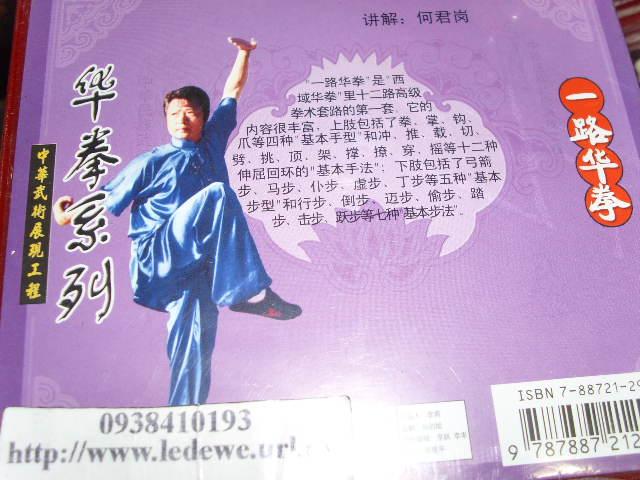 讲解：何君岗
华拳系列
中華武術展現工程
一路华拳
"一路华拳"是"西
域华拳"里十二路高级
拳术套路的第一套，它的
内容很丰富，上肢包括了拳、掌、钩、
爪等四种"基本手型"和冲、推、栽、切、
劈、挑、顶、架、撑、撩、穿、摇等十二种
伸屈回环的"基本手法"；下肢包括了弓箭
步、马步、仆步、虚步、丁步等五种"基本
步型"和行步、倒步、迈步、偷步、踏
步、击步、跃步等七种"基本步法".
ISBN 7-88721-29
9 787887 212
0938410193
http://www.ledewe.url.